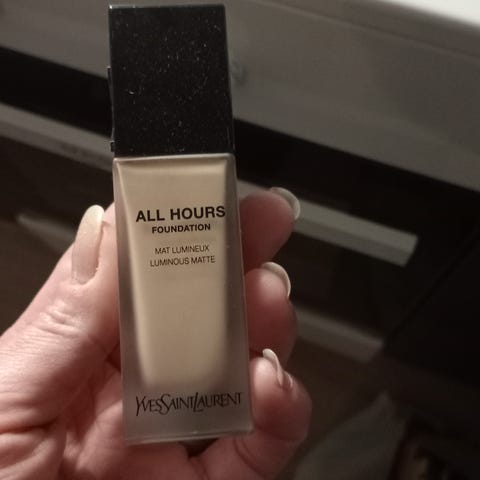 ALL HOURS
FOUNDATION
MAT LUMINEUX
LUMINOUS MATTE
YVESSAINTLAURENT